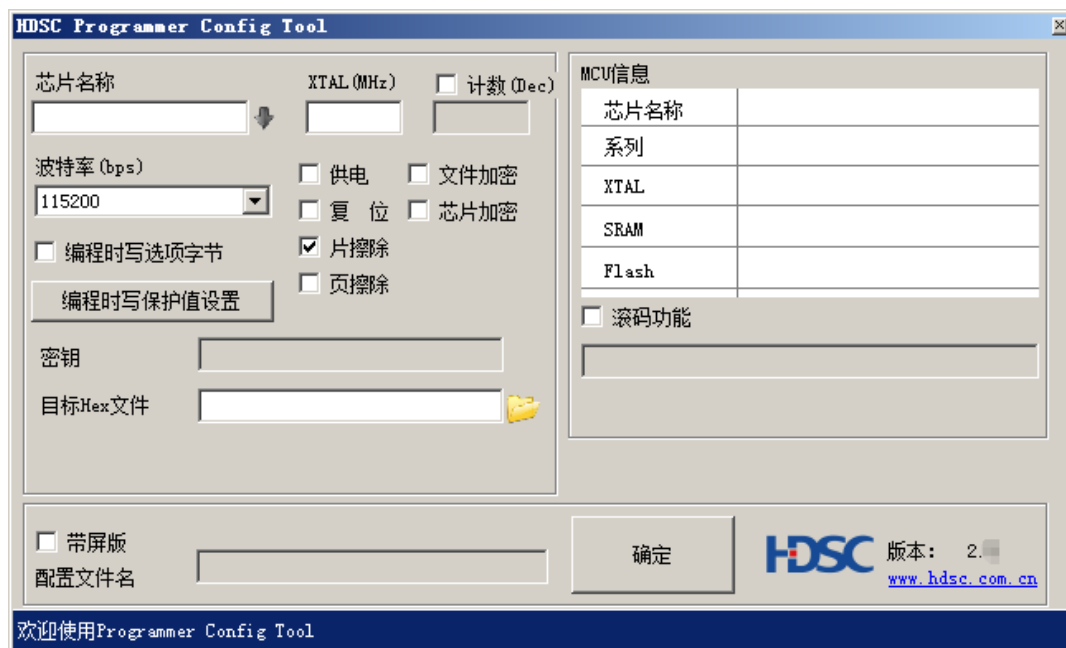 HDSC Programmer Config Tool
芯片名称
XTAL(MHz)
计数(Dec)
波特率(bps)
115200
供电
文件加密
复 位
芯片加密
编程时写选项字节
片擦除
编程时写保护值设置
页擦除
密钥
目标Hex文件
MCU信息
芯片名称
系列
XTAL
SRAM
Flash
滚码功能
带屏版
配置文件名
确定
HDSC
版本: 2.
www.hdsc.com.cn
欢迎使用Programmer Config Tool